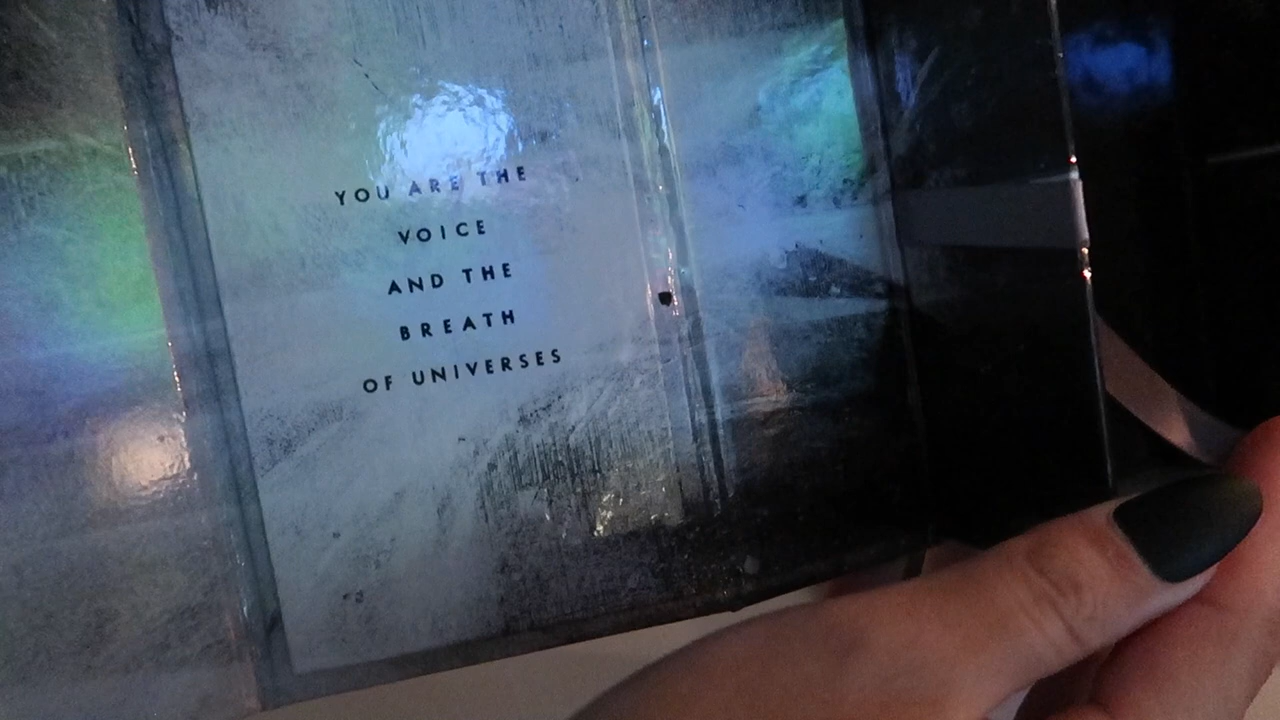 YOU ARE THE
VOICE
AND THE
BREATH
OF UNIVERSES